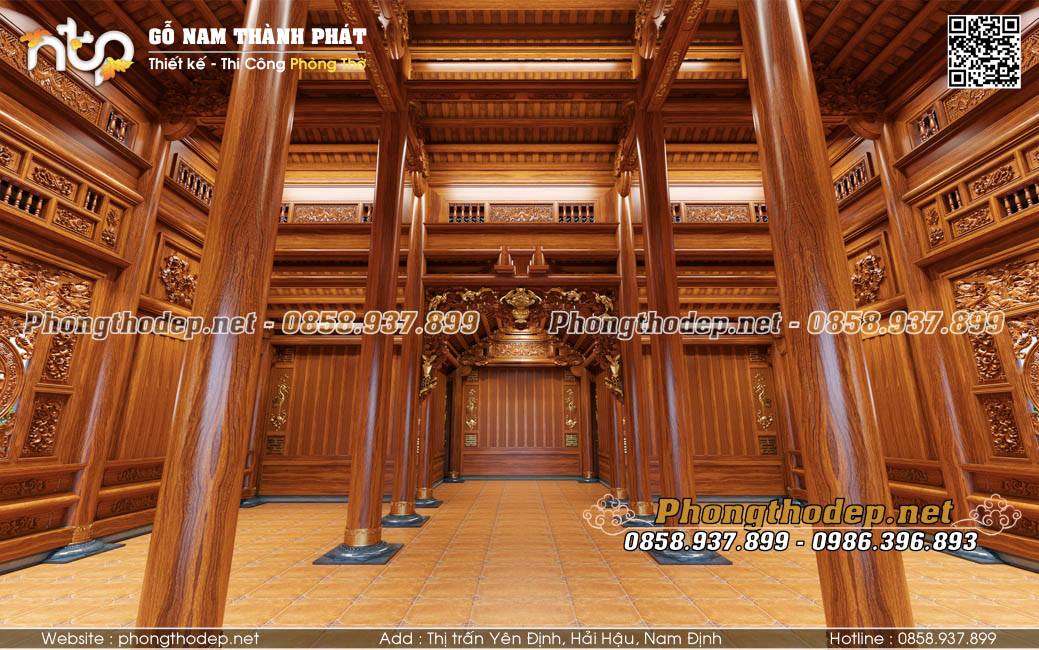 ntp
GỖ NAM THÀNH PHÁT
Thiết kế - Thi Công Phòng Thờ
Phongthodep.net - 0858.937.899
Phongthodep.net - 0858.937.899
Phongthodep.net
0858.937.899 - 0986.396.893
Website : phongthodep.net
Add : Thị trấn Yên Định, Hải Hậu, Nam Định
Hotline : 0858.937.899